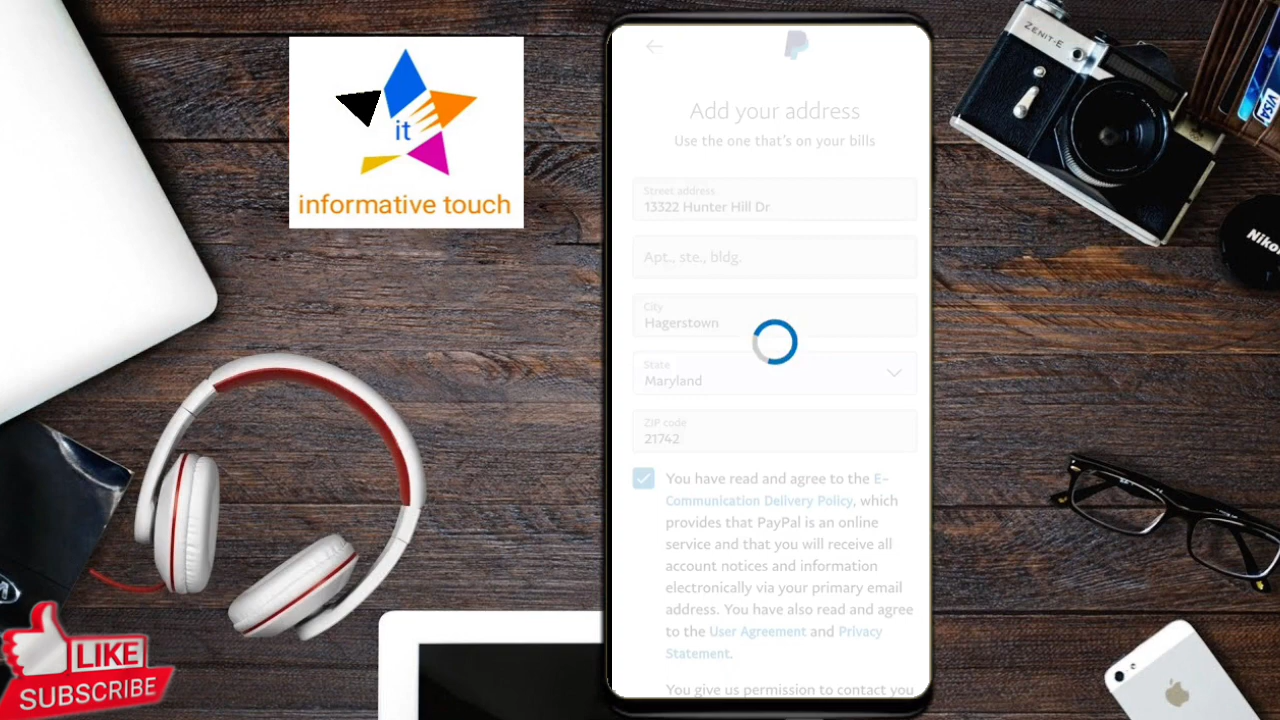 it
informative touch
Add your address
Use the one that's on your bills
Street address
13322 Hunter Hill Dr
Apt., ste., bldg.
City
Hagerstown
State
Maryland
ZIP code
21742
You have read and agree to the E-
Communication Delivery Policy, which
provides that PayPal is an online
service and that you will receive all
account notices and information
electronically via your primary email
address. You have also read and agree
to the User Agreement and Privacy
Statement.
You give us permission to contact you
ZENIT-E
VISA
Nikon
LIKE
SUBSCRIBE